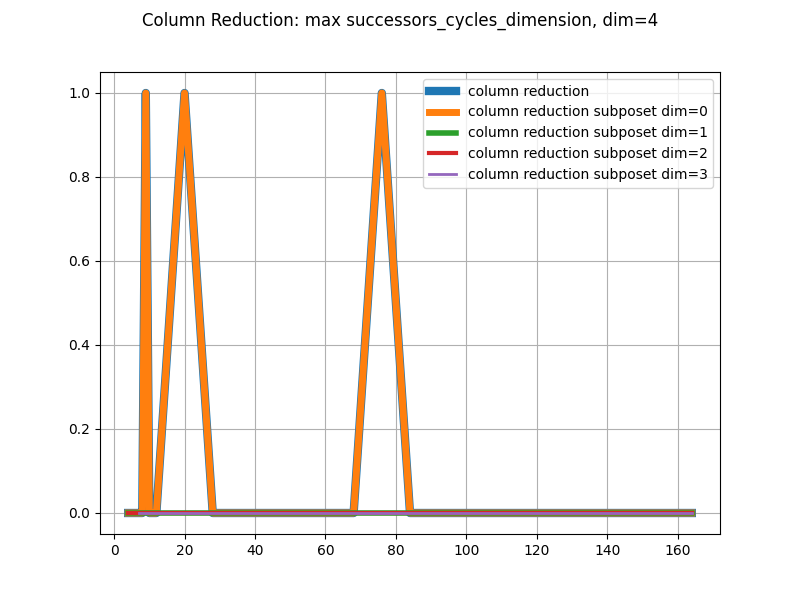 Column Reduction: max successors_cycles_dimension, dim=4
1.0
0.8
0.6
0.4
0.2
0.0
column reduction
column reduction subposet dim=0
column reduction subposet dim=1
column reduction subposet dim=2
column reduction subposet dim=3
0 20 40 60 80 100 120 140 160